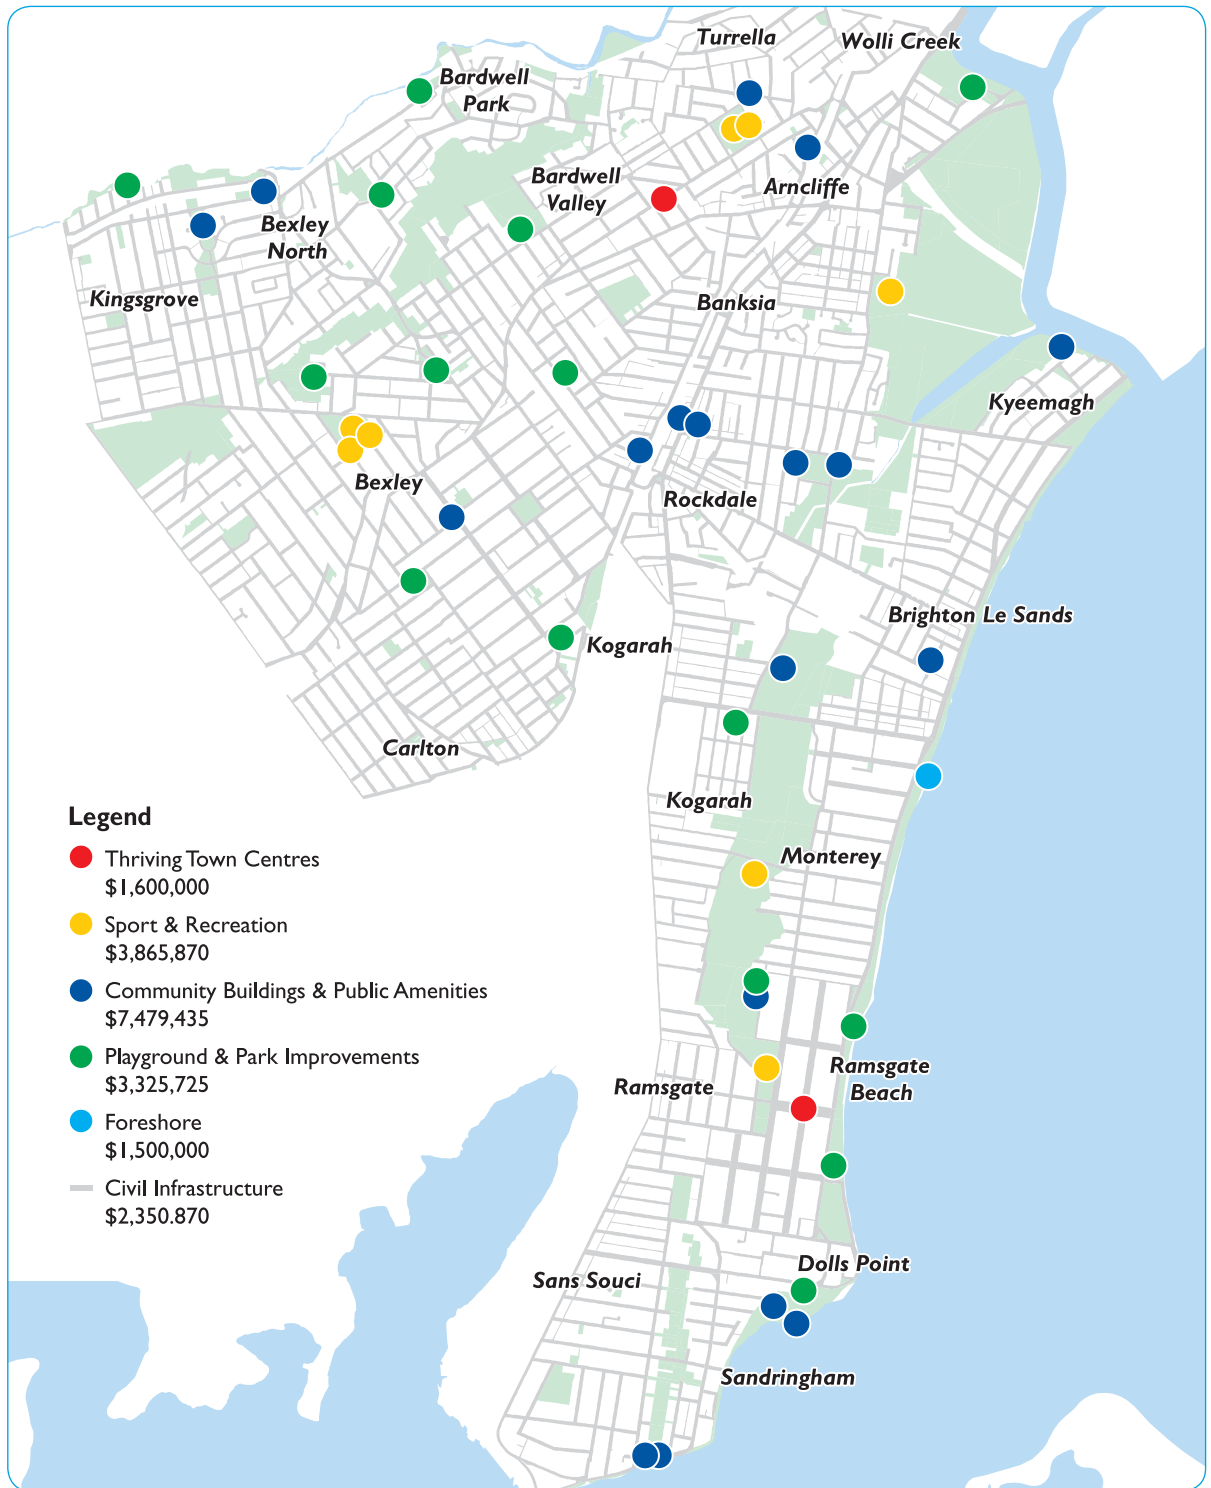 Turrella
Wolli Creek
Bardwell
Park
Bardwell
Valley
Arncliffe
Bexley
North
Kingsgrove
Banksia
Kyeemagh
Bexley
Rockdale
Brighton Le Sands
Kogarah
Carlton
Kogarah
Monterey
Legend
Thriving Town Centres
$1,600,000
Sport & Recreation
$3,865,870
Community Buildings & Public Amenities
$7,479,435
Playground & Park Improvements
$3,325,725
Foreshore
$1,500,000
Civil Infrastructure
$2,350.870
Ramsgate
Beach
Ramsgate
Dolls Point
Sans Souci
Sandringham